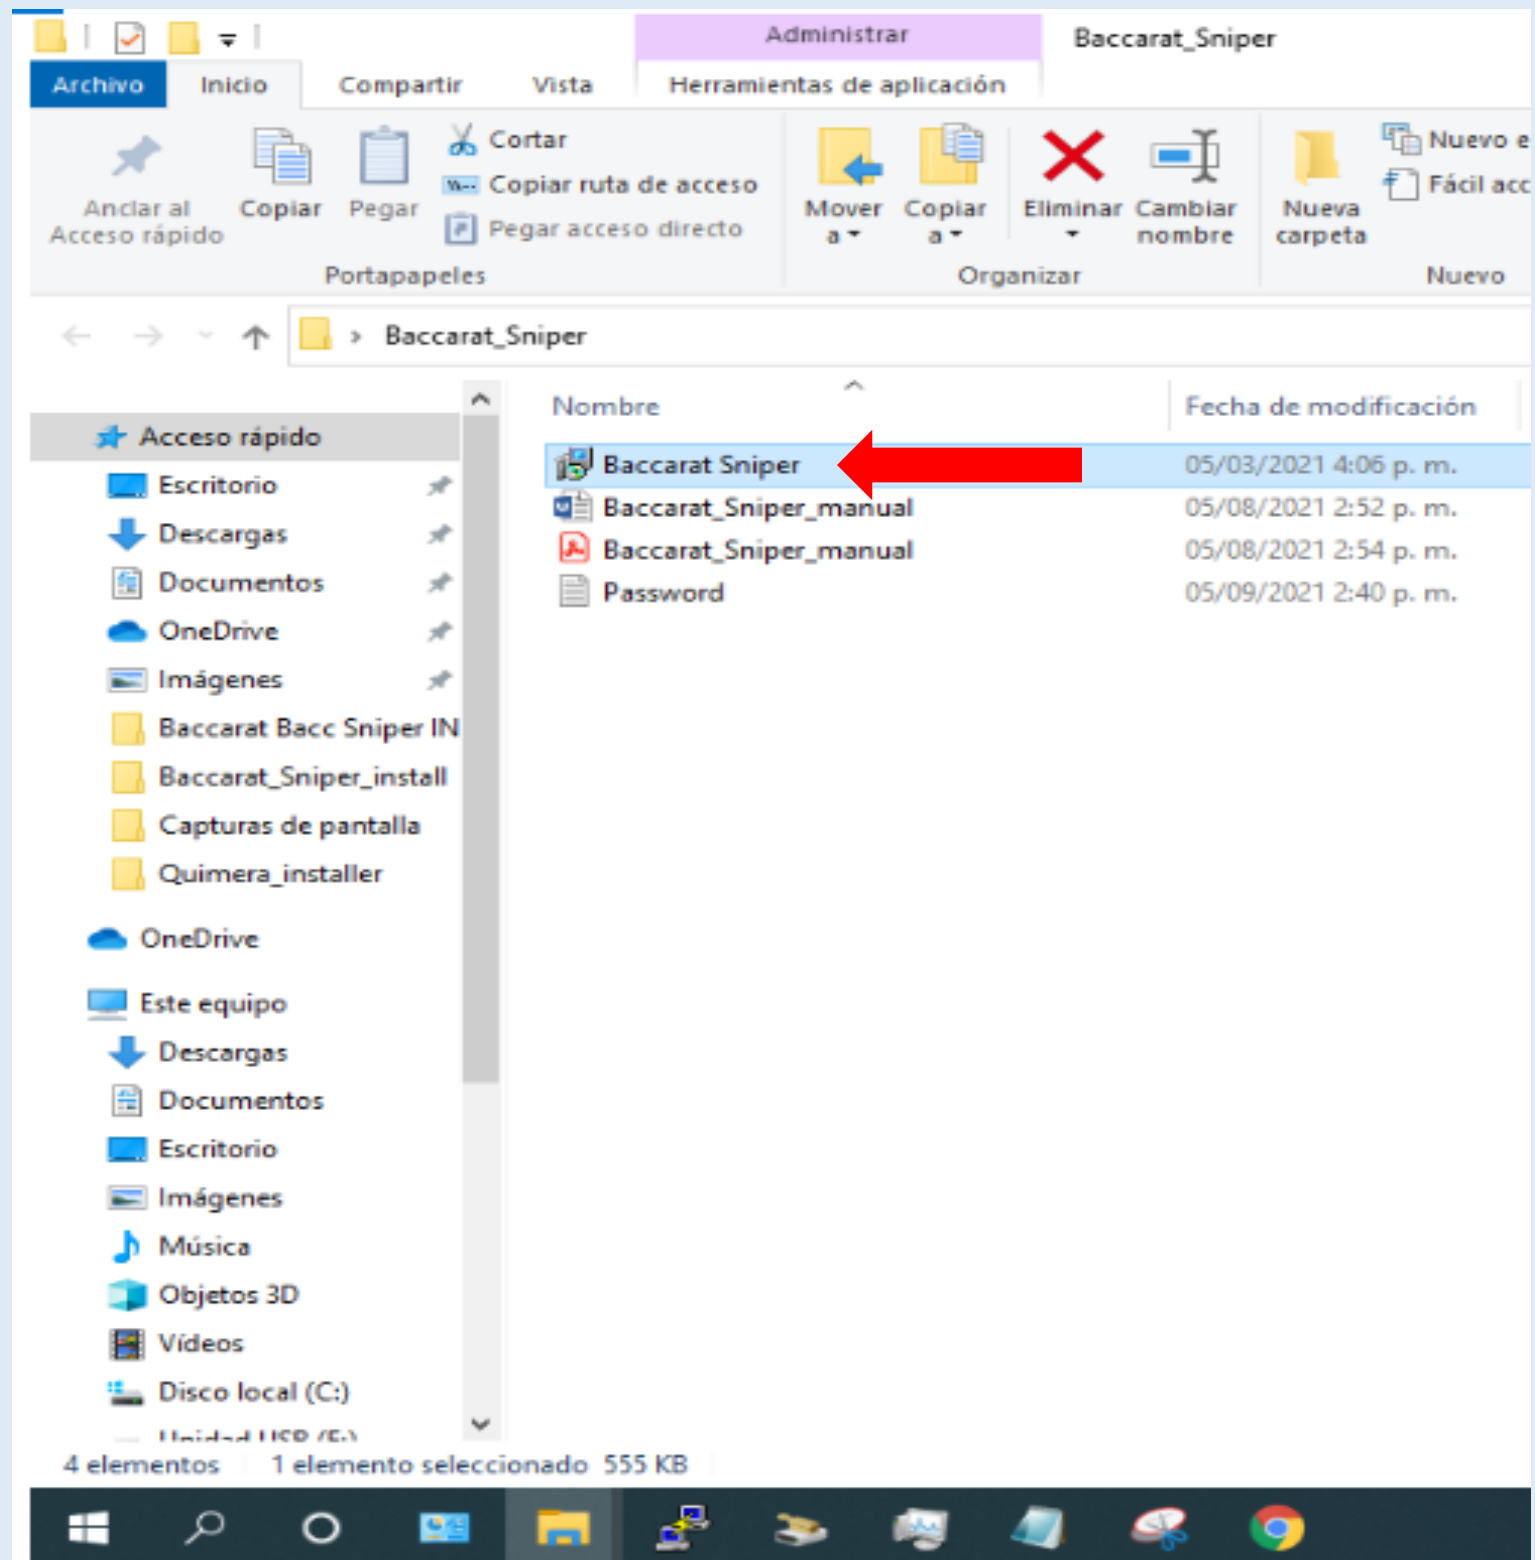 Administrar
Baccarat_Sniper
Archivo Inicio Compartir Vista Herramientas de aplicación
Anclar al
Acceso rápido
Copiar
Pegar
Cortar
Copiar ruta de acceso
Pegar acceso directo
Portapapeles
Mover
a
Copiar
a
Eliminar
Cambiar
nombre
Organizar
Nueva
carpeta
Nuevo e
Fácil acc
Nuevo
> Baccarat_Sniper
Nombre Fecha de modificación
Baccarat Sniper 05/03/2021 4:06 p. m.
Baccarat_Sniper_manual 05/08/2021 2:52 p. m.
Baccarat_Sniper_manual 05/08/2021 2:54 p. m.
Password 05/09/2021 2:40 p. m.
Acceso rápido
Escritorio
Descargas
Documentos
OneDrive
Imágenes
Baccarat Bacc Sniper IN
Baccarat_Sniper_install
Capturas de pantalla
Quimera_installer
OneDrive
Este equipo
Descargas
Documentos
Escritorio
Imágenes
Música
Objetos 3D
Vídeos
Disco local (C:)
Unidad USB
4 elementos 1 elemento seleccionado 555 KB